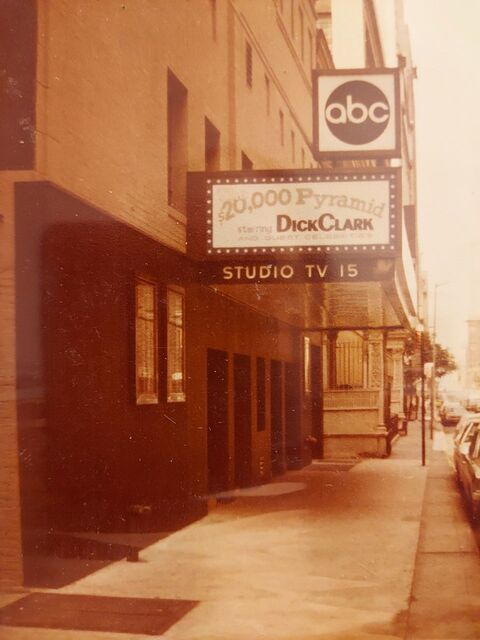 abc
$20,000 Pyramid
starring DICK CLARK
AND GUEST CELEBRITIES
STUDIO TV 15